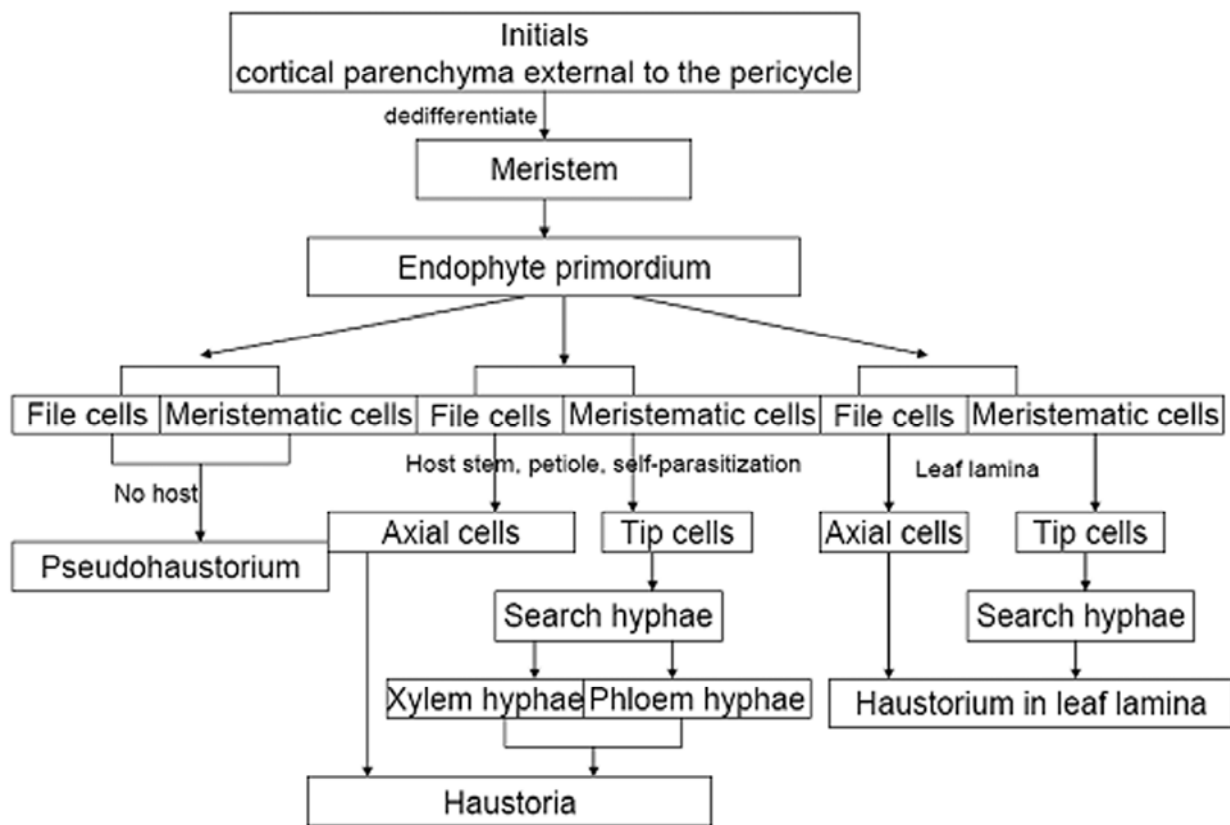 Initials
cortical parenchyma external to the pericycle
dedifferentiate
Meristem
Endophyte primordium
File cells Meristematic cells File cells Meristematic cells File cells Meristematic cells
Host stem, petiole, self-parasitization
Leaf lamina
No host
Axial cells Tip cells Axial cells Tip cells
Pseudohaustorium
Search hyphae Search hyphae
Xylem hyphae Phloem hyphae
Haustorium in leaf lamina
Haustoria